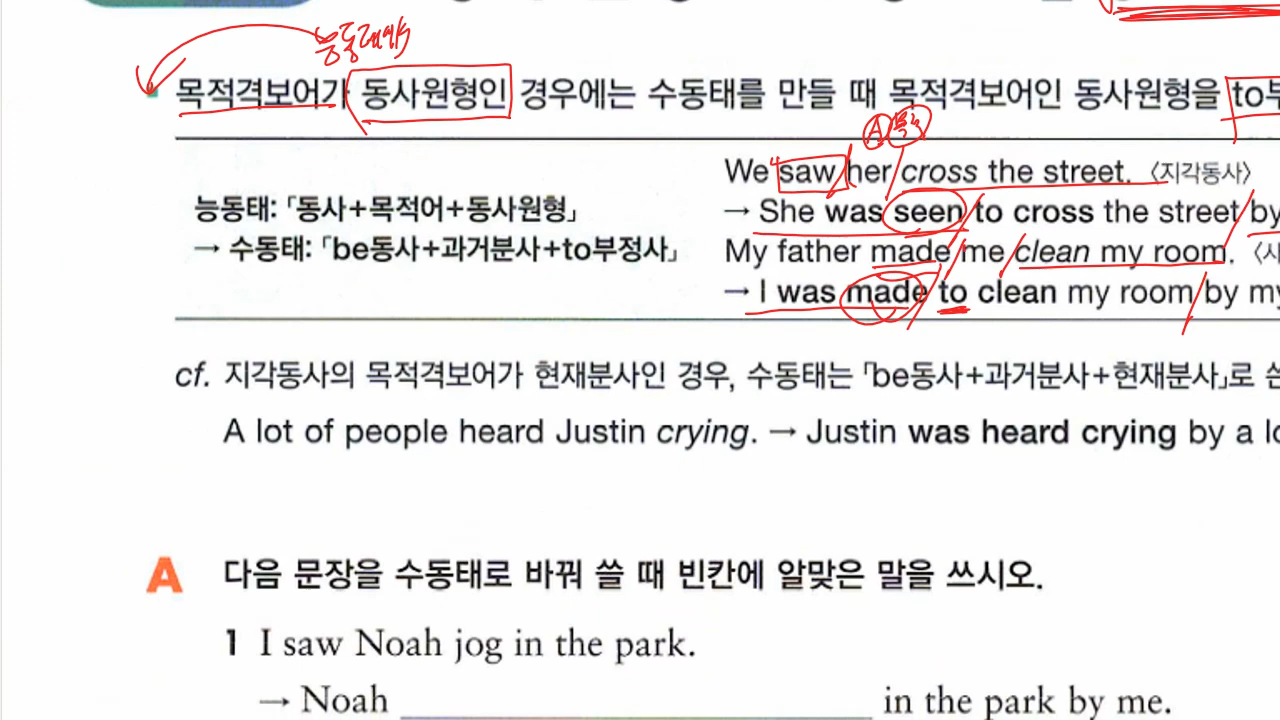 능동태에서
목적격보어가 동사원형인 경우에는 수동태를 만들 때 목적격보어인 동사원형을 to부
We saw her cross the street. 〈지각동사〉
능동태: 「동사+목적어+동사원형」
→ She was seen to cross the street by
→ 수동태: 「be동사+과거분사+to부정사」
My father made me clean my room.
→ I was made to clean my room by my
cf. 지각동사의 목적격보어가 현재분사인 경우, 수동태는 「be동사+과거분사+현재분사」로
A lot of people heard Justin crying. → Justin was heard crying by a
A 다음 문장을 수동태로 바꿔 쓸 때 빈칸에 알맞은 말을 쓰시오.
1 I saw Noah jog in the park.
→ Noah in the park by me.